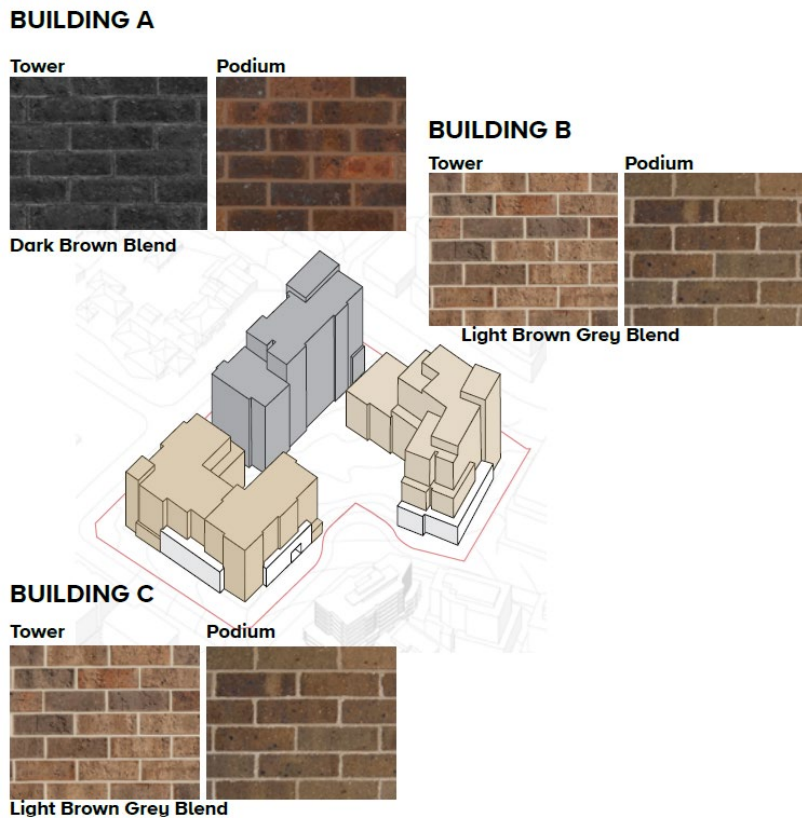 BUILDING A
Tower Podium
Dark Brown Blend
BUILDING B
Tower Podium
Light Brown Grey Blend
BUILDING C
Tower Podium
Light Brown Grey Blend